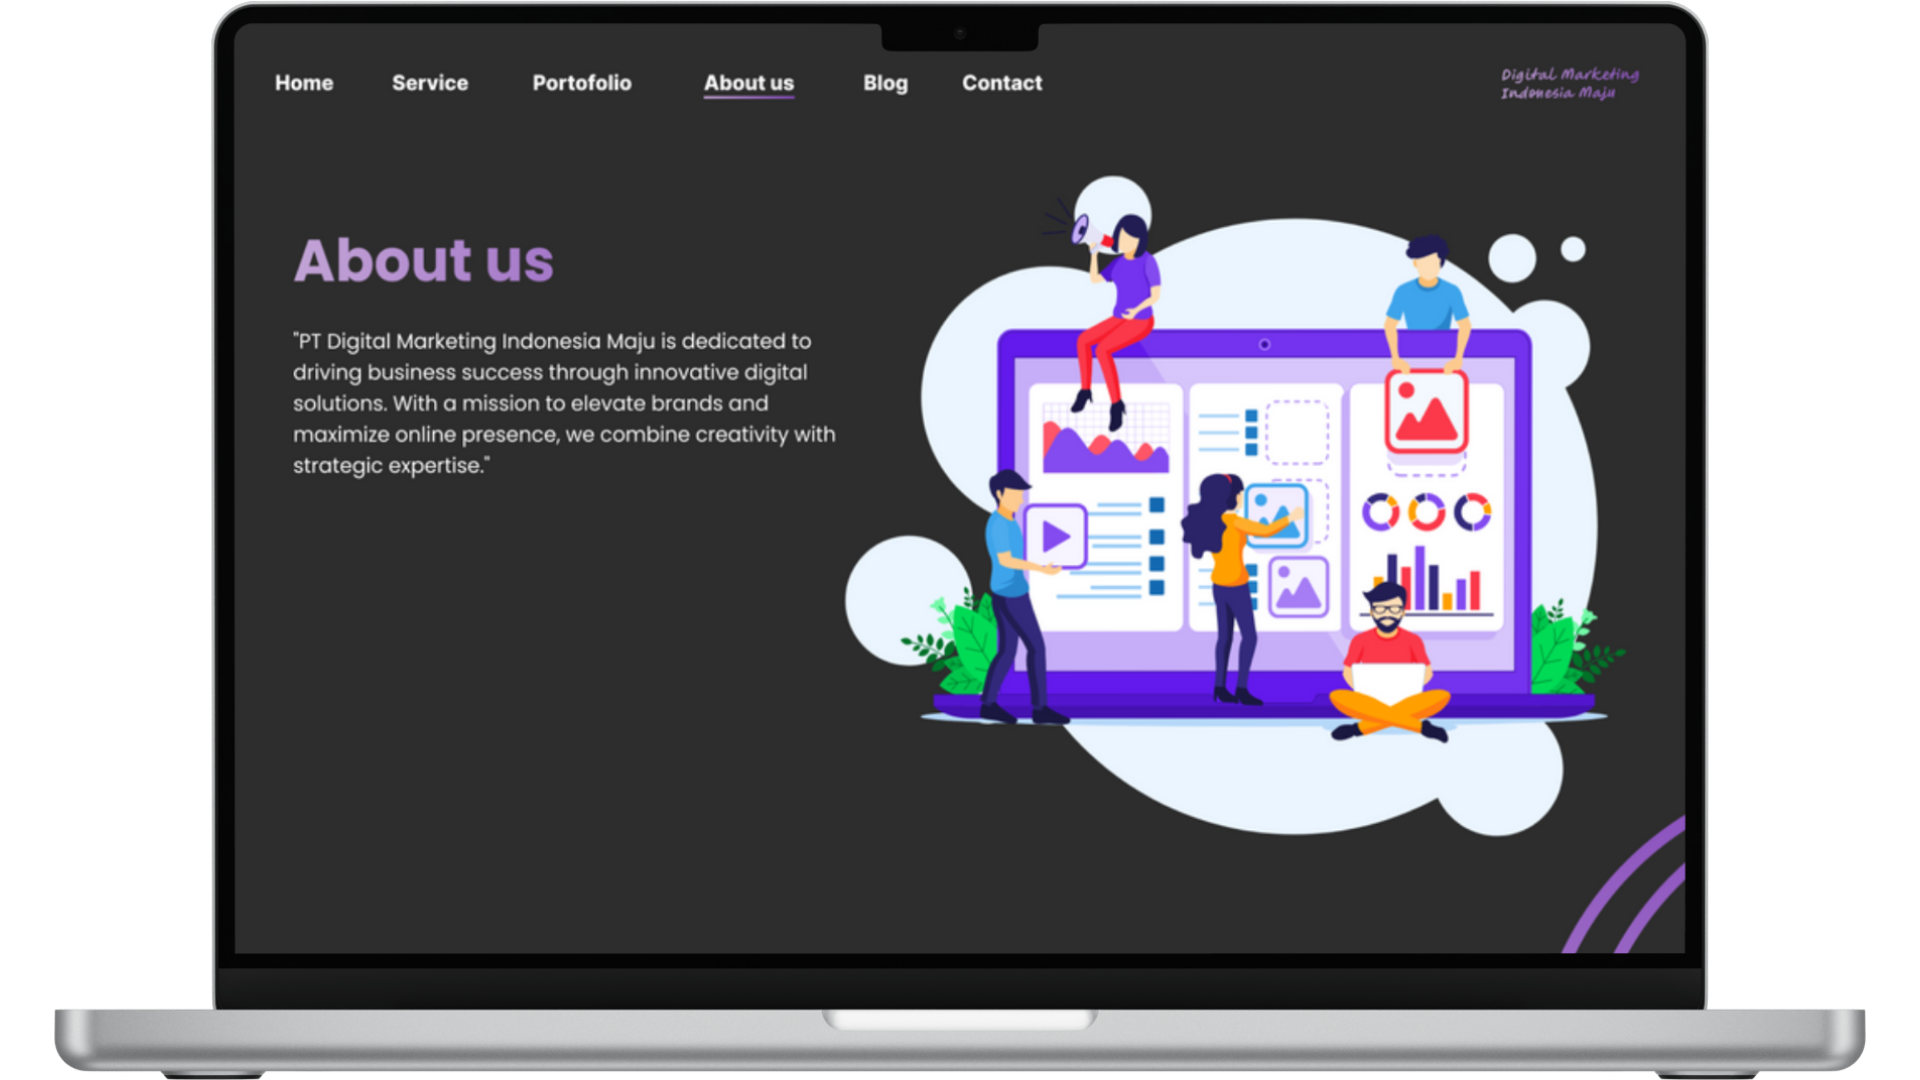 Home Service Portofolio About us Blog Contact
Digital Marketing
Indonesia Maju
About us
"PT Digital Marketing Indonesia Maju is dedicated to
driving business success through innovative digital
solutions. With a mission to elevate brands and
maximize online presence, we combine creativity with
strategic expertise."